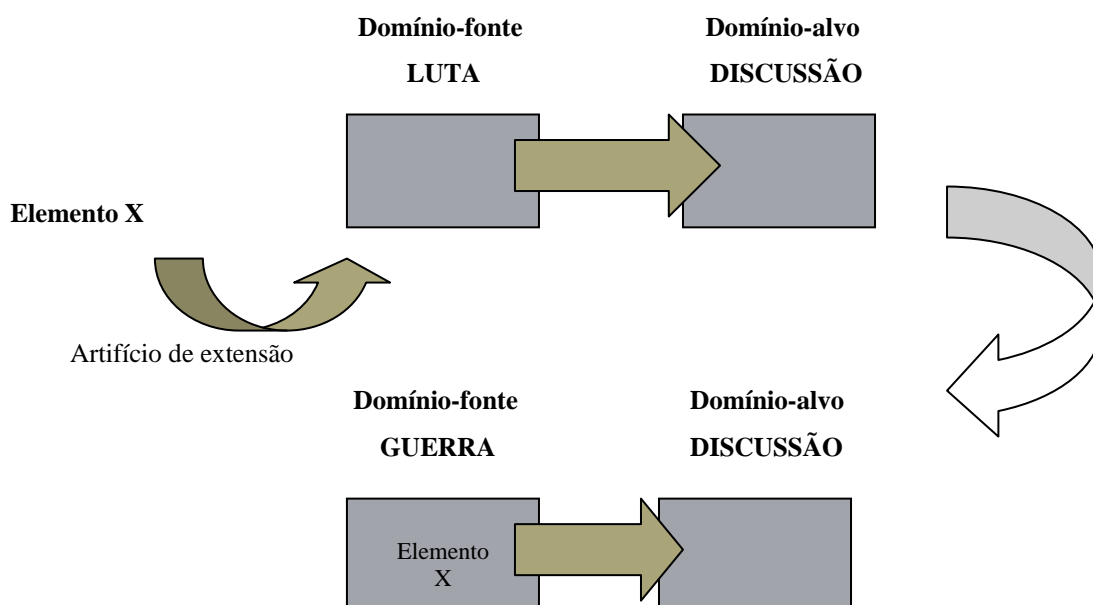 Domínio-fonte
LUTA
Domínio-alvo
DISCUSSÃO
Elemento X
Artifício de extensão
Domínio-fonte
GUERRA
Domínio-alvo
DISCUSSÃO
Elemento
X